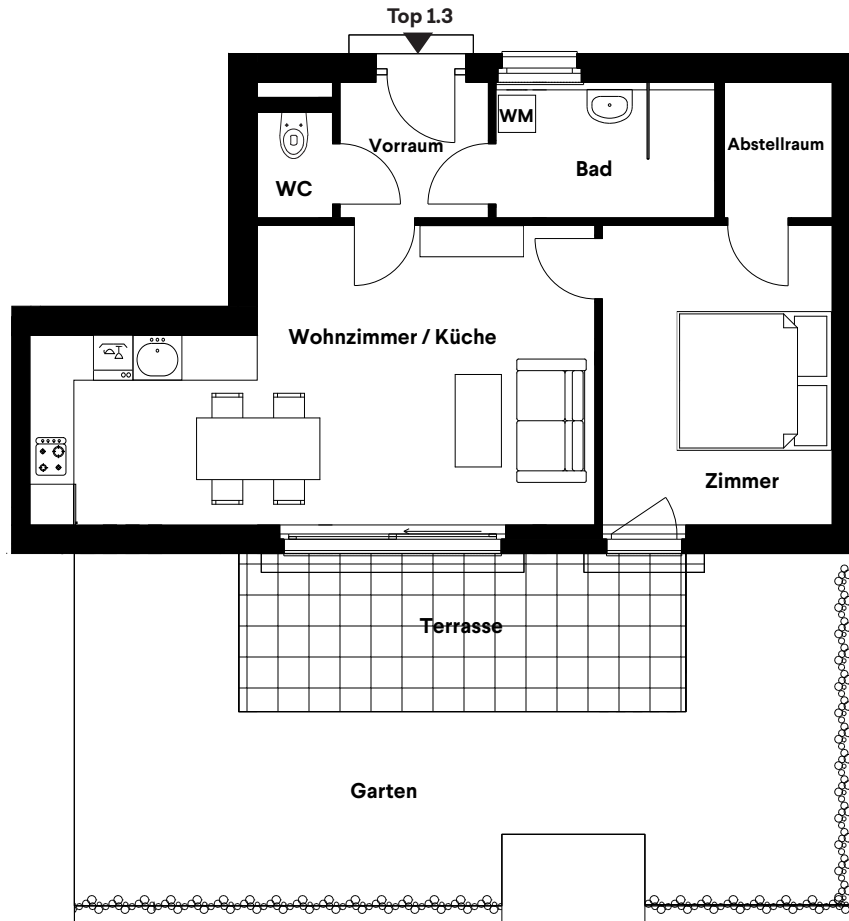 Top 1.3
WM
Vorraum
Abstellraum
Bad
WC
Wohnzimmer / Küche
Zimmer
Terrasse
Garten